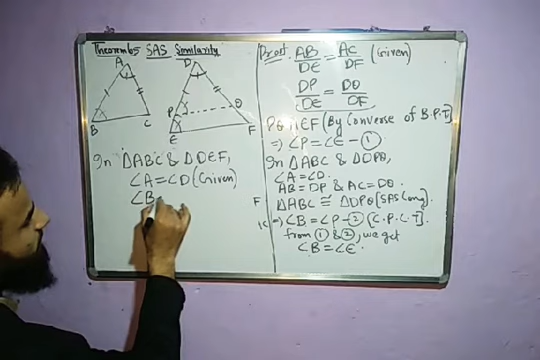 Theorem 6.5 SAS Similarity
A
B
C
D
P
Q
E
F
In ΔABC & ΔDEF,
∠A = ∠D (Given)
∠B
Proof: AB/DE = AC/DF (Given)
DP/DE = DQ/DF
PQ || EF (By Converse of B.P.T)
⇒ ∠P = ∠E — ①
In ΔABC & ΔDPQ,
∠A = ∠D.
AB = DP & AC = DQ.
ΔABC ≅ ΔDPQ [SAS Cong.]
⇒ ∠B = ∠P — ② [C.P.C.T].
from ① & ②, we get
∠B = ∠E.